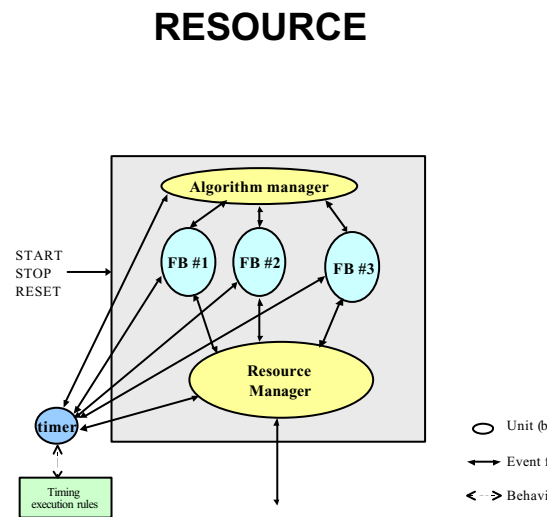 RESOURCE
Algorithm manager
FB #1
FB #2
FB #3
START
STOP
RESET
Resource
Manager
timer
Unit (b
Event f
Timing
execution rules
Behavi